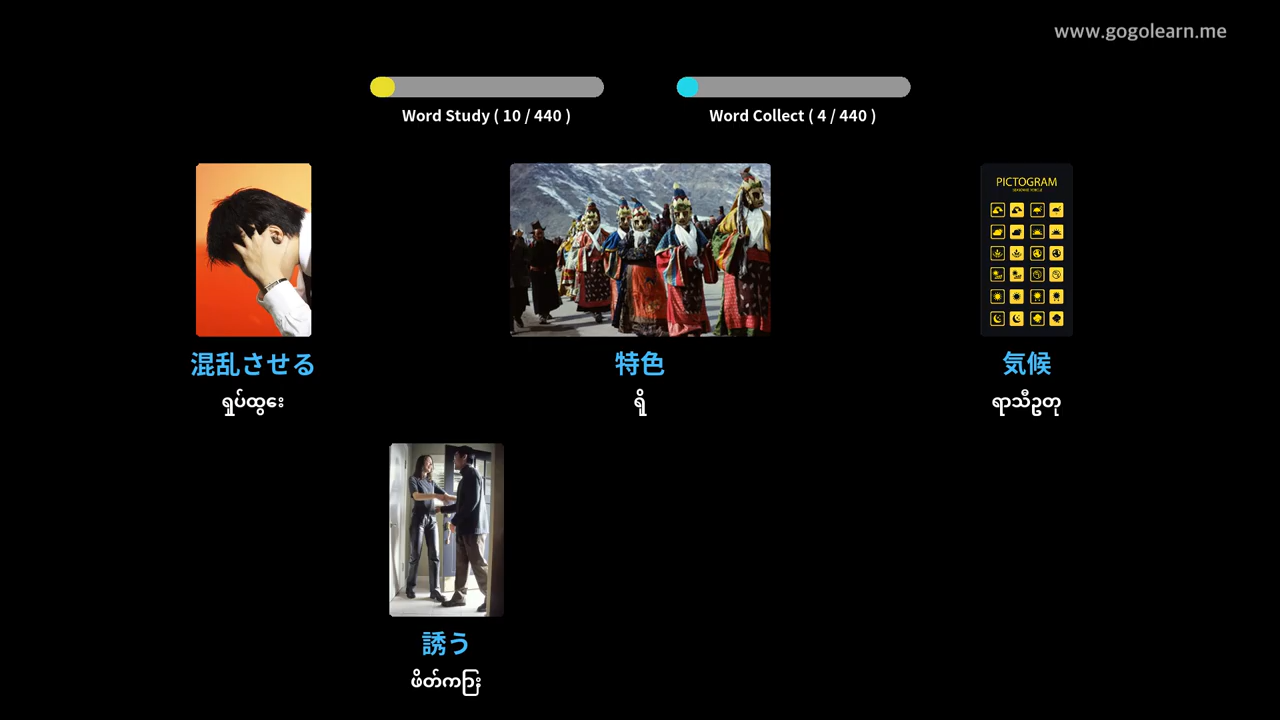 www.gogolearn.me
Word Study ( 10 / 440 )
Word Collect ( 4 / 440 )
PICTOGRAM
混乱させる
特色
気候
ရှုပ်ထွေး
ရှိ
ရာသီဥတု
誘う
ဖိတ်ကြား